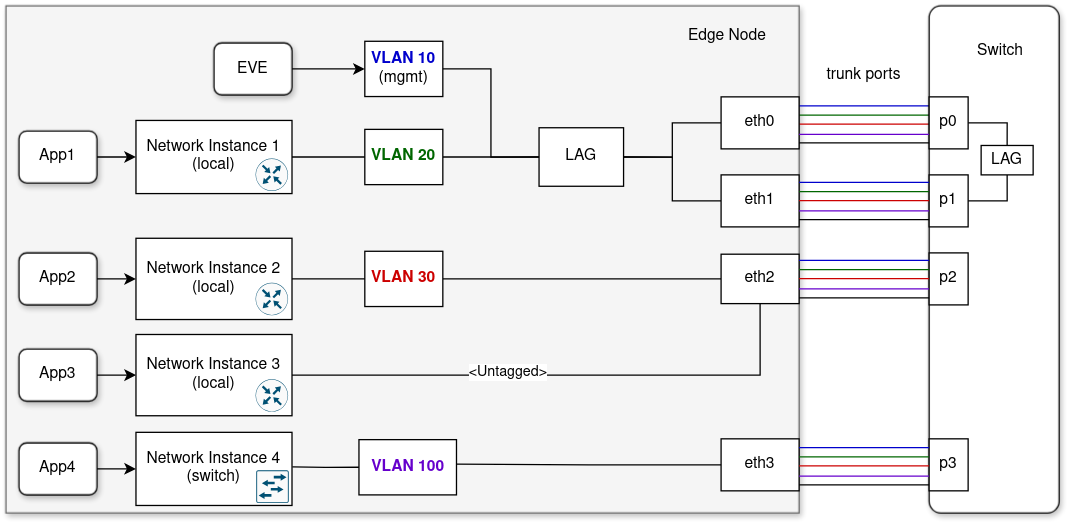 Edge Node
Switch
trunk ports
EVE
VLAN 10
(mgmt)
App1
Network Instance 1
(local)
VLAN 20
LAG
eth0
p0
LAG
eth1
p1
App2
Network Instance 2
(local)
VLAN 30
eth2
p2
App3
Network Instance 3
(local)
<Untagged>
App4
Network Instance 4
(switch)
VLAN 100
eth3
p3